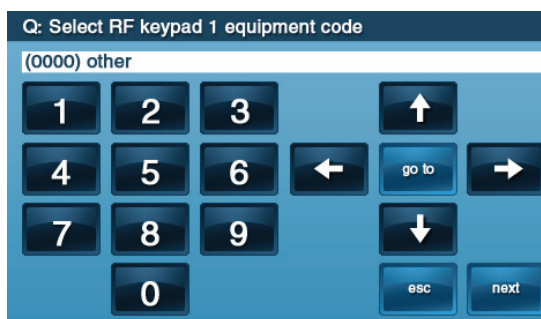 Q: Select RF keypad 1 equipment code
(0000) other
1 2 3
4 5 6 go to
7 8 9
0 esc next